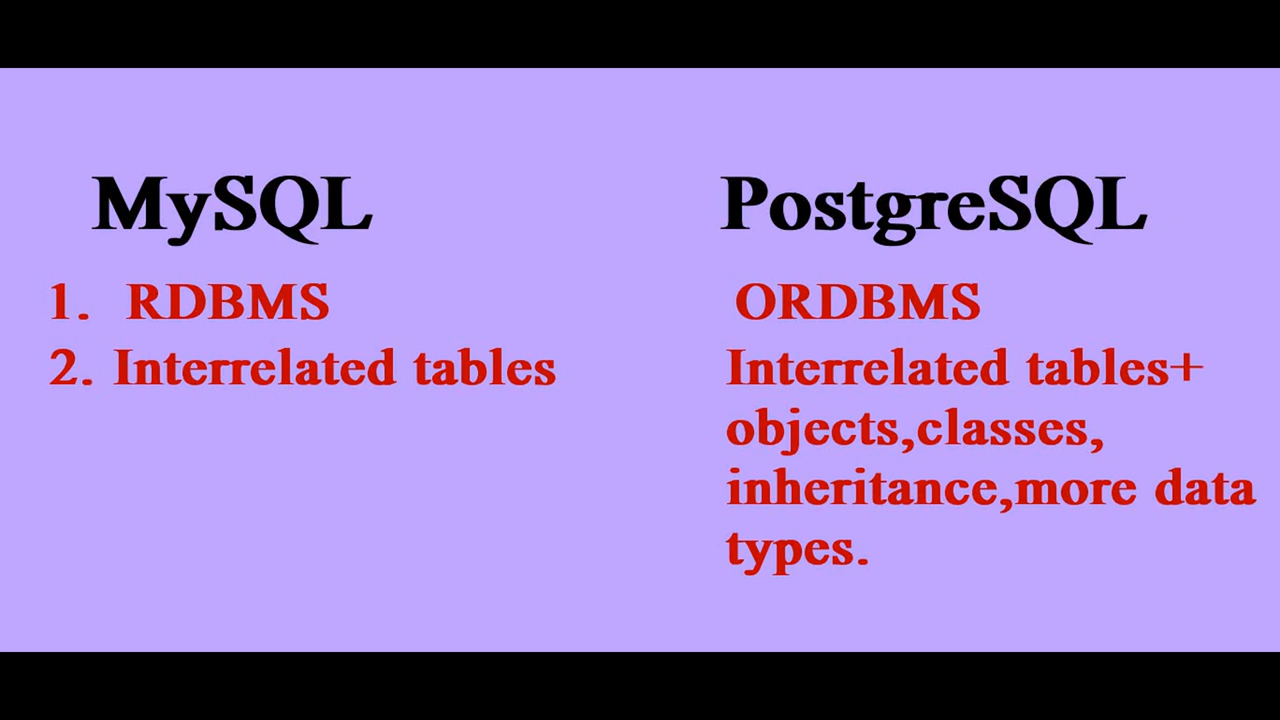 MySQL
PostgreSQL
1. RDBMS
ORDBMS
2. Interrelated tables
Interrelated tables+
objects,classes,
inheritance,more data
types.